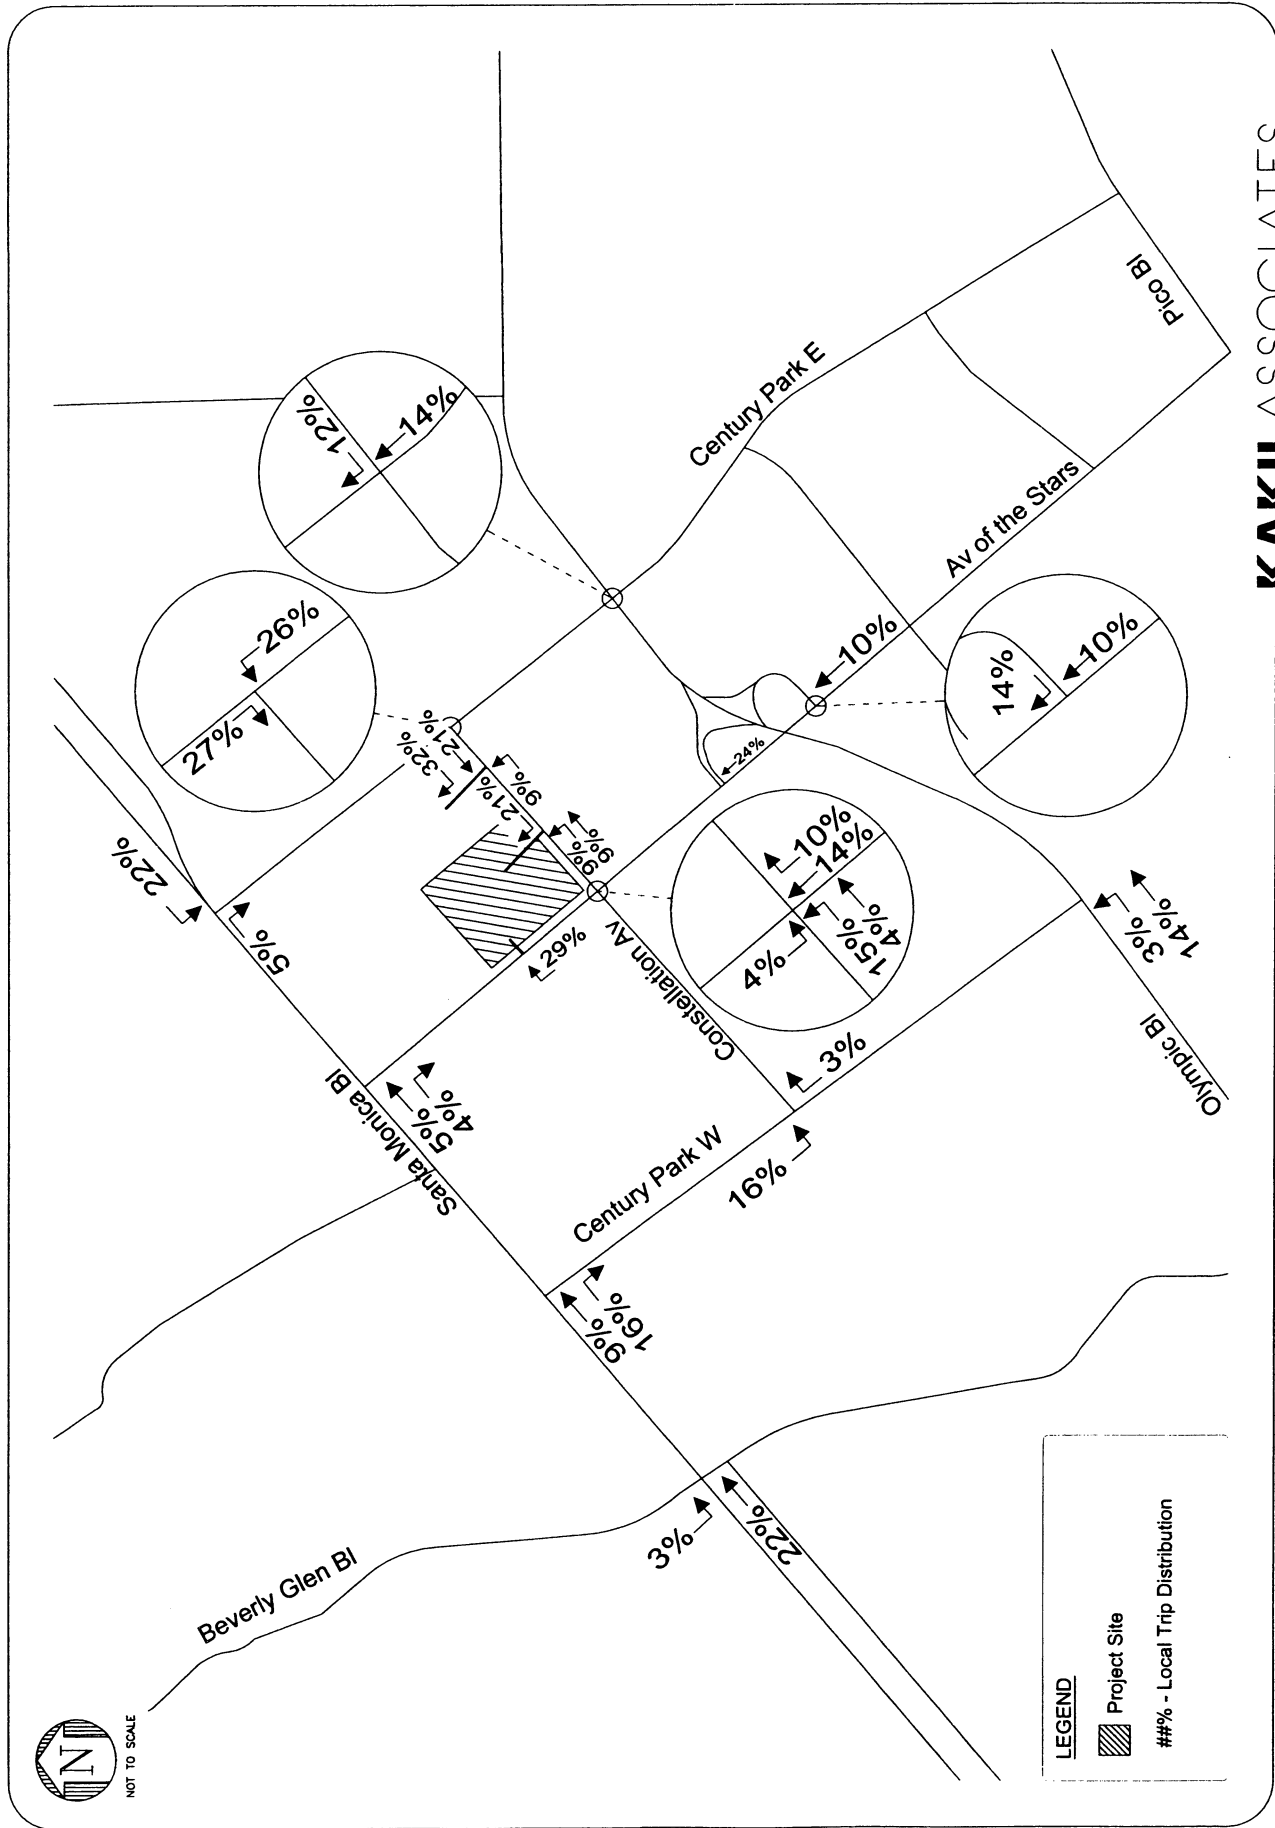 22%
5%
27%
26%
12%
14%
32%
21%
21%
9%
9%
9%
29%
24%
10%
14%
10%
10%
14%
15%
4%
4%
5%
4%
9%
16%
16%
3%
3%
14%
3%
22%
Santa Monica Bl
Constellation Av
Century Park E
Av of the Stars
Pico Bl
Century Park W
Olympic Bl
Beverly Glen Bl
N
NOT TO SCALE
LEGEND
Project Site
##% - Local Trip Distribution